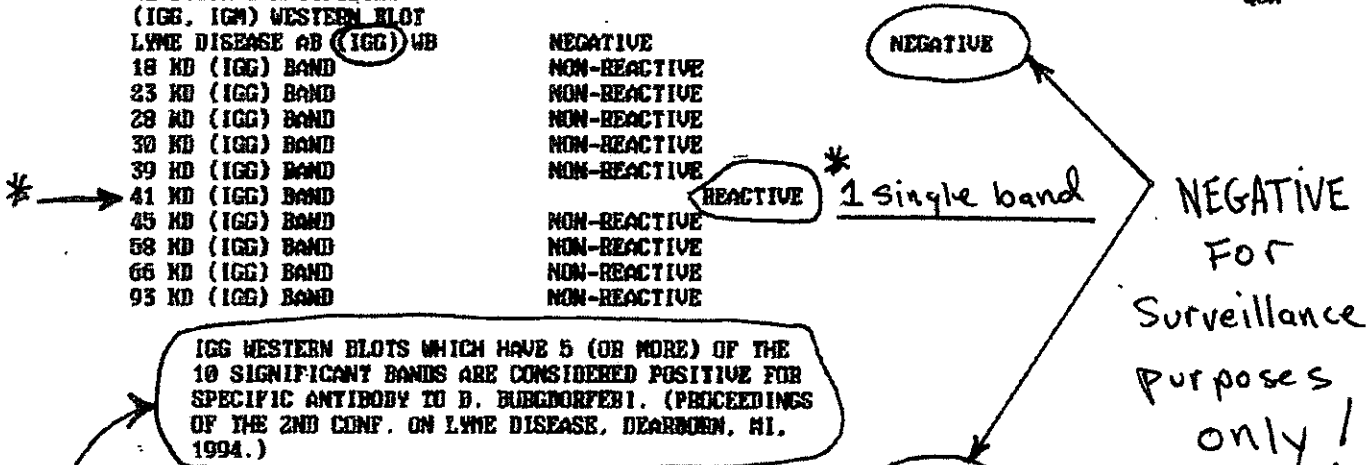 (IGG, IGM) WESTERN BLOT
LYME DISEASE AB (IGG) WB NEGATIVE NEGATIVE
18 KD (IGG) BAND NON-REACTIVE
23 KD (IGG) BAND NON-REACTIVE
28 KD (IGG) BAND NON-REACTIVE
30 KD (IGG) BAND NON-REACTIVE
39 KD (IGG) BAND NON-REACTIVE
* 41 KD (IGG) BAND REACTIVE * 1 single band
45 KD (IGG) BAND NON-REACTIVE
58 KD (IGG) BAND NON-REACTIVE
66 KD (IGG) BAND NON-REACTIVE
93 KD (IGG) BAND NON-REACTIVE
IGG WESTERN BLOTS WHICH HAVE 5 (OR MORE) OF THE
10 SIGNIFICANT BANDS ARE CONSIDERED POSITIVE FOR
SPECIFIC ANTIBODY TO B. BURGDORFERI. (PROCEEDINGS
OF THE 2ND CONF. ON LYME DISEASE, DEARBORN, MI,
1994.)
NEGATIVE
FOR
Surveillance
purposes
only!